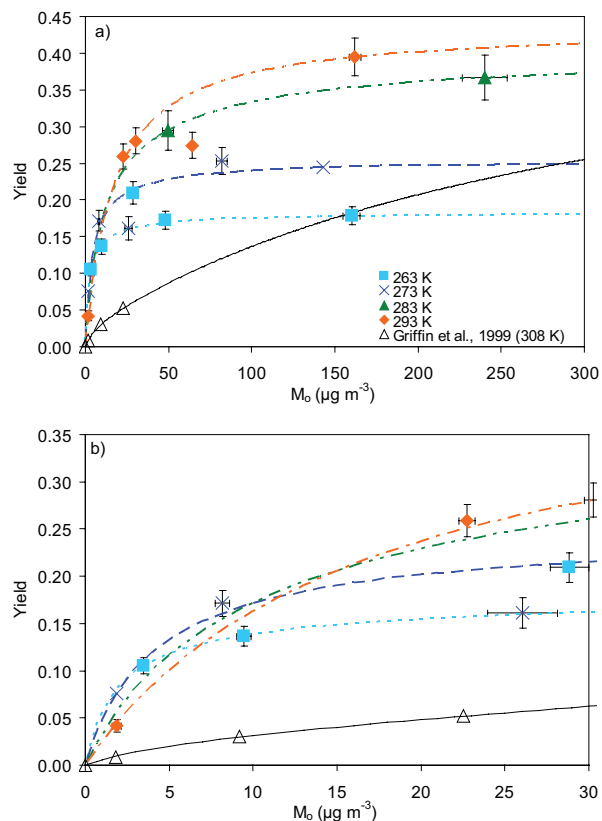 a)
0.45
0.40
0.35
0.30
0.25
0.20
0.15
0.10
0.05
0.00
Yield
263 K
273 K
283 K
293 K
Griffin et al., 1999 (308 K)
0 50 100 150 200 250 300
Mₒ (µg m⁻³)
b)
0.35
0.30
0.25
0.20
0.15
0.10
0.05
0.00
Yield
0 5 10 15 20 25 30
Mₒ (µg m⁻³)